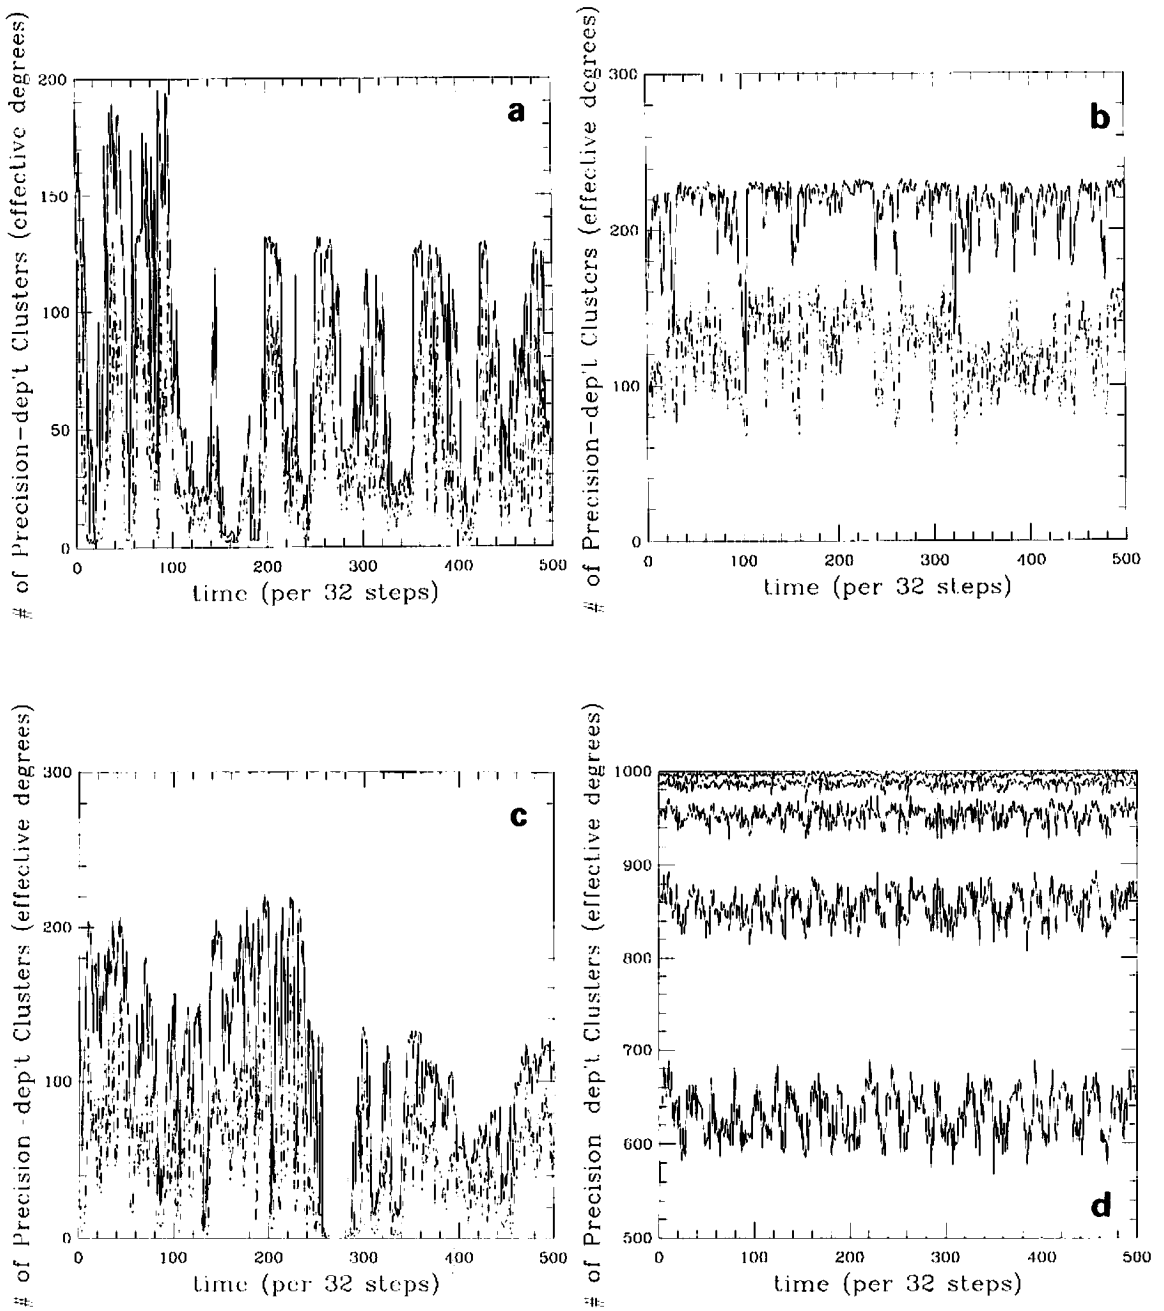 # of Precision-dep't Clusters (effective degrees)
200
150
100
50
0
a
0 100 200 300 400 500
time (per 32 steps)
# of Precision-dep't Clusters (effective degrees)
300
200
100
0
b
0 100 200 300 400 500
time (per 32 steps)
# of Precision-dep't Clusters (effective degrees)
300
200
100
0
c
0 100 200 300 400 500
time (per 32 steps)
# of Precision dep't Clusters (effective degrees)
1000
900
800
700
600
500
d
0 100 200 300 400 500
time (per 32 steps)